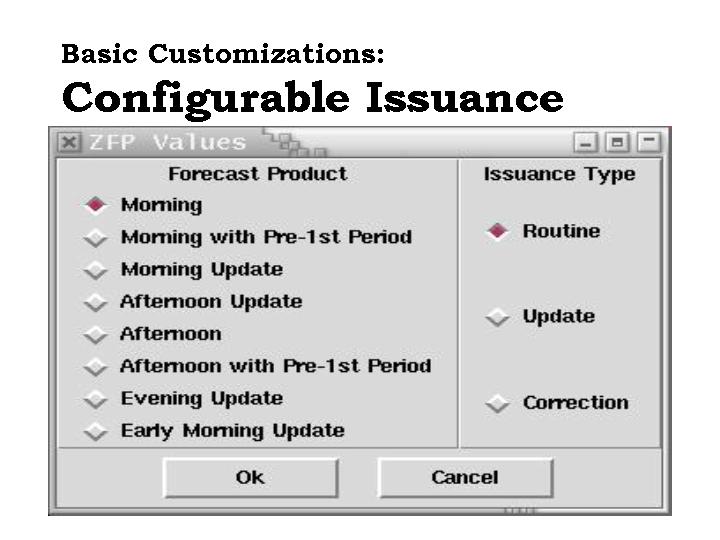 Basic Customizations:
Configurable Issuance
ZFP Values
Forecast Product
Morning
Morning with Pre-1st Period
Morning Update
Afternoon Update
Afternoon
Afternoon with Pre-1st Period
Evening Update
Early Morning Update
Issuance Type
Routine
Update
Correction
Ok
Cancel